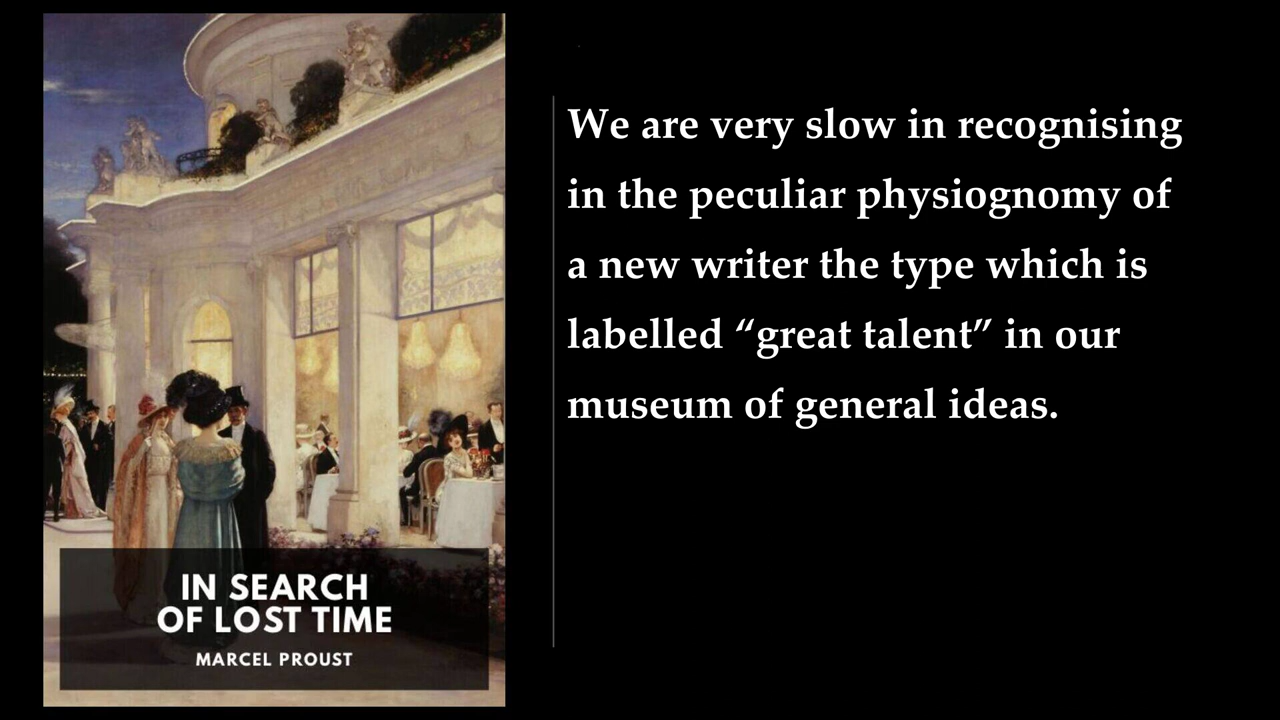 We are very slow in recognising
in the peculiar physiognomy of
a new writer the type which is
labelled “great talent” in our
museum of general ideas.
IN SEARCH
OF LOST TIME
MARCEL PROUST